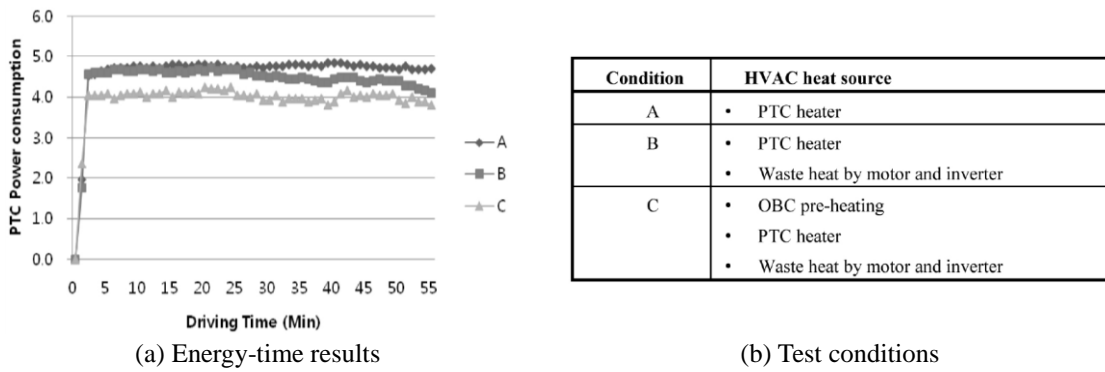 6.0
5.0
4.0
3.0
2.0
1.0
0.0
PTC Power consumption
0 5 10 15 20 25 30 35 40 45 50 55
Driving Time (Min)
A
B
C
(a) Energy-time results
Condition HVAC heat source
A • PTC heater
B • PTC heater
• Waste heat by motor and inverter
C • OBC pre-heating
• PTC heater
• Waste heat by motor and inverter
(b) Test conditions